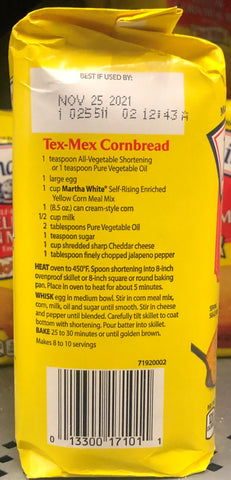 BEST IF USED BY:
NOV 25 2021
1 025511 02 12:43 A
Tex-Mex Cornbread
1 teaspoon All-Vegetable Shortening
or 1 teaspoon Pure Vegetable Oil
1 large egg
1 cup Martha White® Self-Rising Enriched
Yellow Corn Meal Mix
1 (8.5 oz.) can cream-style corn
1/2 cup milk
2 tablespoons Pure Vegetable Oil
1 teaspoon sugar
1 cup shredded sharp Cheddar cheese
1 tablespoon finely chopped jalapeno pepper
HEAT oven to 450°F. Spoon shortening into 8-inch
ovenproof skillet or 8-inch square or round baking
pan. Place in oven to heat for about 5 minutes.
WHISK egg in medium bowl. Stir in corn meal mix,
corn, milk, oil and sugar until smooth. Stir in cheese
and pepper until blended. Carefully tilt skillet to coat
bottom with shortening. Pour batter into skillet.
BAKE 25 to 30 minutes or until golden brown.
Makes 8 to 10 servings
71920002
0 13300 17101 1